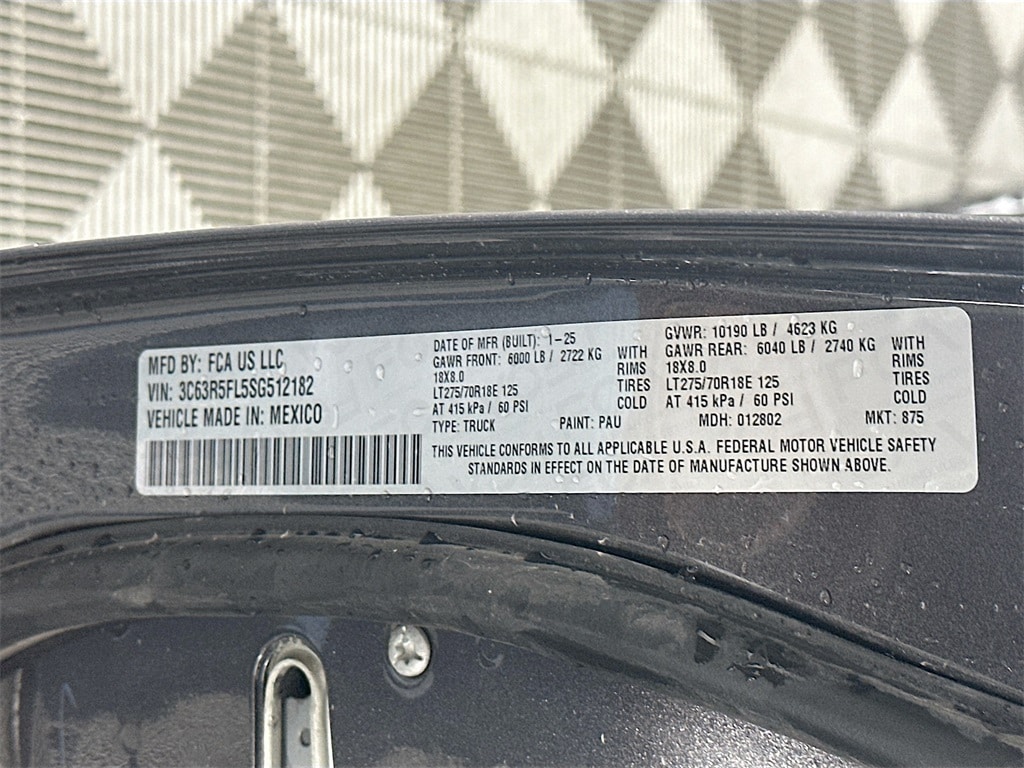 MFD BY: FCA US LLC
VIN: 3C63R5FL5SG512182
VEHICLE MADE IN: MEXICO
DATE OF MFR (BUILT): 1-25
GAWR FRONT: 6000 LB / 2722 KG
18X8.0
LT275/70R18E 125
AT 415 kPa / 60 PSI
WITH
RIMS
TIRES
COLD
TYPE: TRUCK PAINT: PAU
GVWR: 10190 LB / 4623 KG
GAWR REAR: 6040 LB / 2740 KG
18X8.0
LT275/70R18E 125
AT 415 kPa / 60 PSI
WITH
RIMS
TIRES
COLD
MDH: 012802 MKT: 875
THIS VEHICLE CONFORMS TO ALL APPLICABLE U.S.A. FEDERAL MOTOR VEHICLE SAFETY
STANDARDS IN EFFECT ON THE DATE OF MANUFACTURE SHOWN ABOVE.